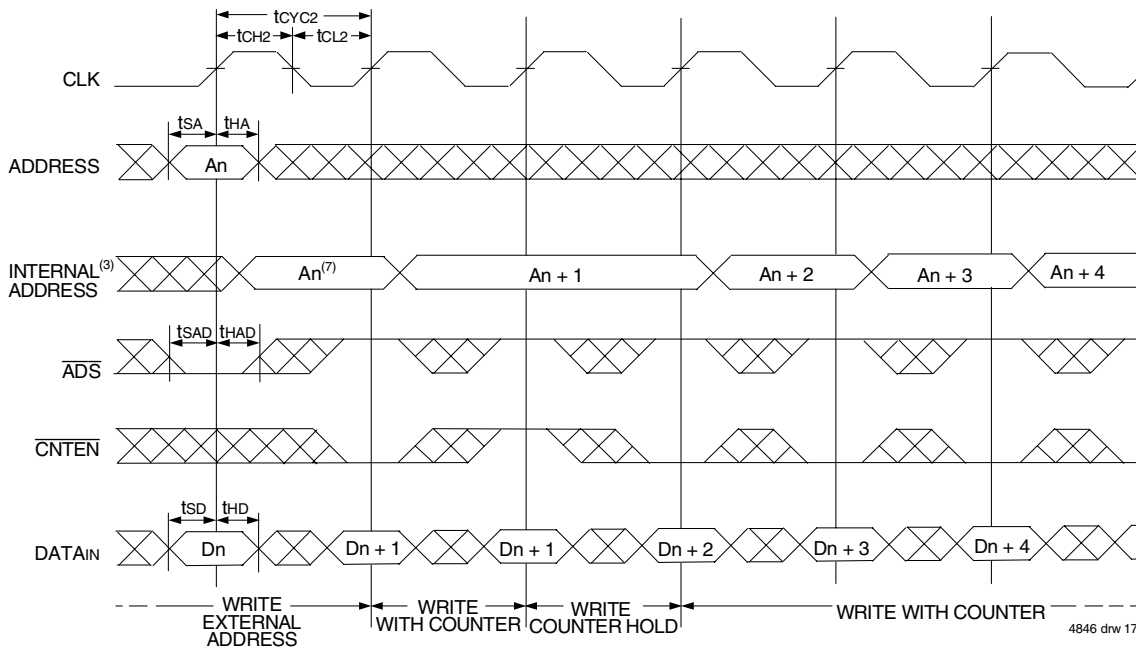 tCYC2
tCH2 tCL2
CLK
tSA tHA
ADDRESS An
INTERNAL(3)
ADDRESS An(7) An + 1 An + 2 An + 3 An + 4
tSAD tHAD
ADS
CNTEN
tSD tHD
DATAIN Dn Dn + 1 Dn + 1 Dn + 2 Dn + 3 Dn + 4
WRITE
EXTERNAL
ADDRESS
WRITE
WITH COUNTER
WRITE
COUNTER HOLD
WRITE WITH COUNTER
4846 drw 17